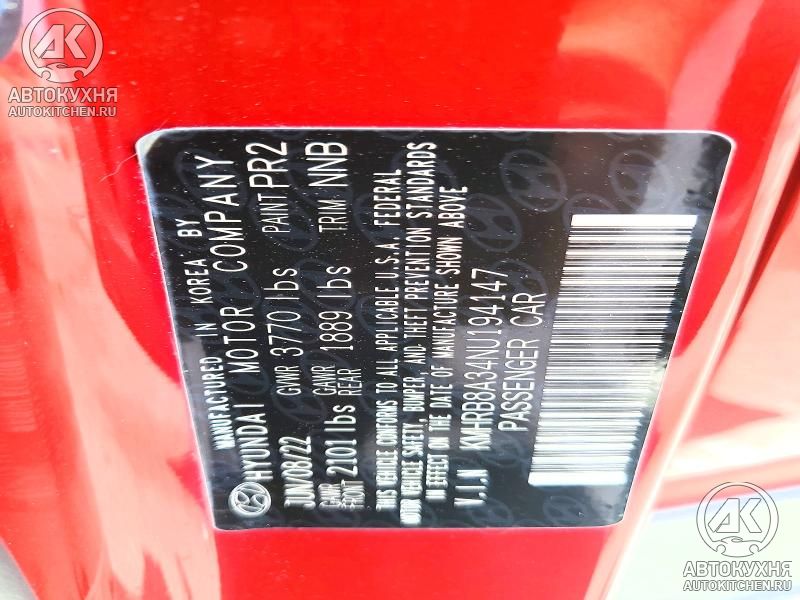 АК
АВТОКУХНЯ
AUTOKITCHEN.RU
MANUFACTURED IN KOREA BY
HYUNDAI MOTOR COMPANY
JUN/08/22 GVWR 3770 lbs PAINT PR2
GAWR FRONT 2101 lbs GAWR REAR 1889 lbs TRIM NNB
THIS VEHICLE CONFORMS TO ALL APPLICABLE U.S.A. FEDERAL
MOTOR VEHICLE SAFETY, BUMPER, AND THEFT PREVENTION STANDARDS
IN EFFECT ON THE DATE OF MANUFACTURE SHOWN ABOVE
V.I.N KMHRB8A34NU194147
PASSENGER CAR
АК
АВТОКУХНЯ
AUTOKITCHEN.RU